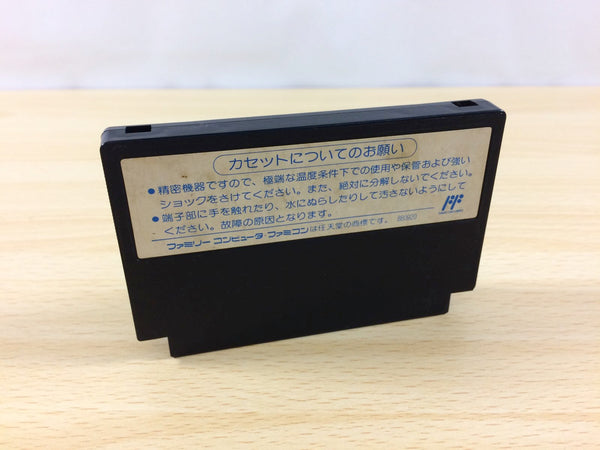 カセットについてのお願い
●精密機器ですので、極端な温度条件下での使用や保管および強い
ショックをさけてください。また、絶対に分解しないでください。
●端子部に手を触れたり、水にぬらしたりして汚さないようにして
ください。故障の原因となります。
ファミリーコンピュータ・ファミコンは任天堂の商標です。